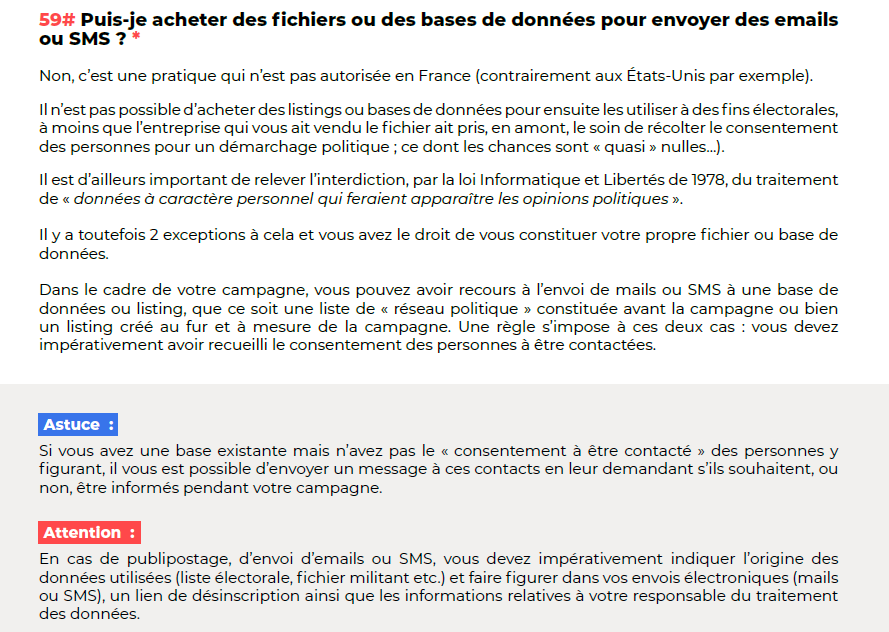 59# Puis-je acheter des fichiers ou des bases de données pour envoyer des emails
ou SMS ? *
Non, c’est une pratique qui n’est pas autorisée en France (contrairement aux États-Unis par exemple).
Il n’est pas possible d’acheter des listings ou bases de données pour ensuite les utiliser à des fins électorales,
à moins que l’entreprise qui vous ait vendu le fichier ait pris, en amont, le soin de récolter le consentement
des personnes pour un démarchage politique ; ce dont les chances sont « quasi » nulles...).
Il est d’ailleurs important de relever l’interdiction, par la loi Informatique et Libertés de 1978, du traitement
de « données à caractère personnel qui feraient apparaître les opinions politiques ».
Il y a toutefois 2 exceptions à cela et vous avez le droit de vous constituer votre propre fichier ou base de
données.
Dans le cadre de votre campagne, vous pouvez avoir recours à l’envoi de mails ou SMS à une base de
données ou listing, que ce soit une liste de « réseau politique » constituée avant la campagne ou bien
un listing créé au fur et à mesure de la campagne. Une règle s’impose à ces deux cas : vous devez
impérativement avoir recueilli le consentement des personnes à être contactées.
Astuce :
Si vous avez une base existante mais n’avez pas le « consentement à être contacté » des personnes y
figurant, il vous est possible d’envoyer un message à ces contacts en leur demandant s’ils souhaitent, ou
non, être informés pendant votre campagne.
Attention :
En cas de publipostage, d’envoi d’emails ou SMS, vous devez impérativement indiquer l’origine des
données utilisées (liste électorale, fichier militant etc.) et faire figurer dans vos envois électroniques (mails
ou SMS), un lien de désinscription ainsi que les informations relatives à votre responsable du traitement
des données.